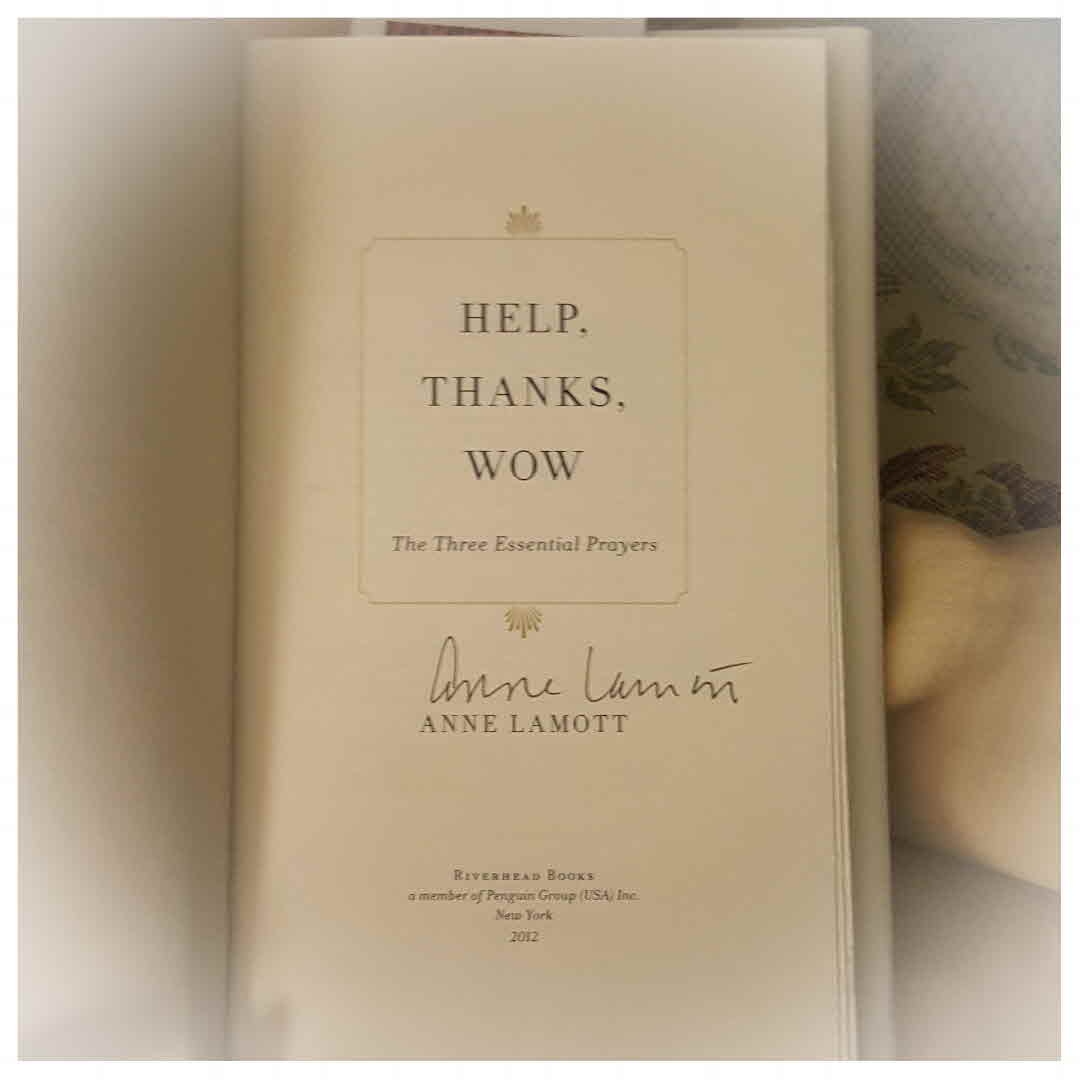 HELP,
THANKS,
WOW
The Three Essential Prayers
Anne Lamott
ANNE LAMOTT
RIVERHEAD BOOKS
a member of Penguin Group (USA) Inc.
New York
2012